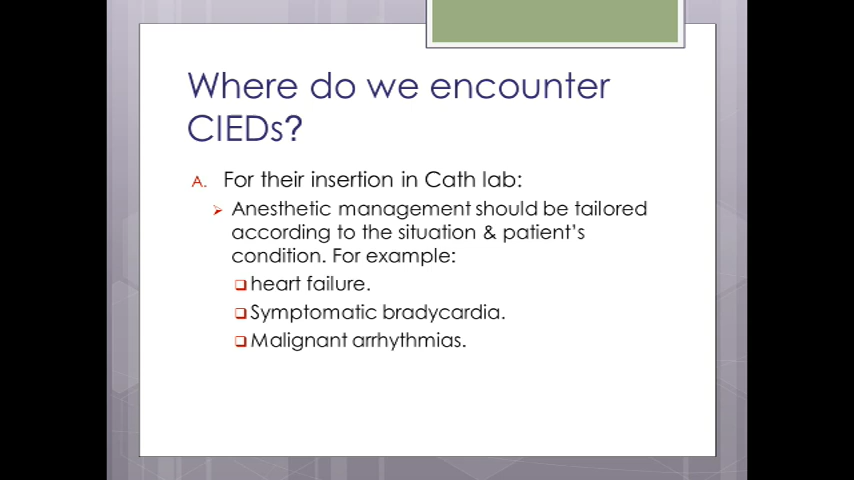 Where do we encounter
CIEDs?
A. For their insertion in Cath lab:
➢ Anesthetic management should be tailored
according to the situation & patient's
condition. For example:
❑ heart failure.
❑ Symptomatic bradycardia.
❑ Malignant arrhythmias.